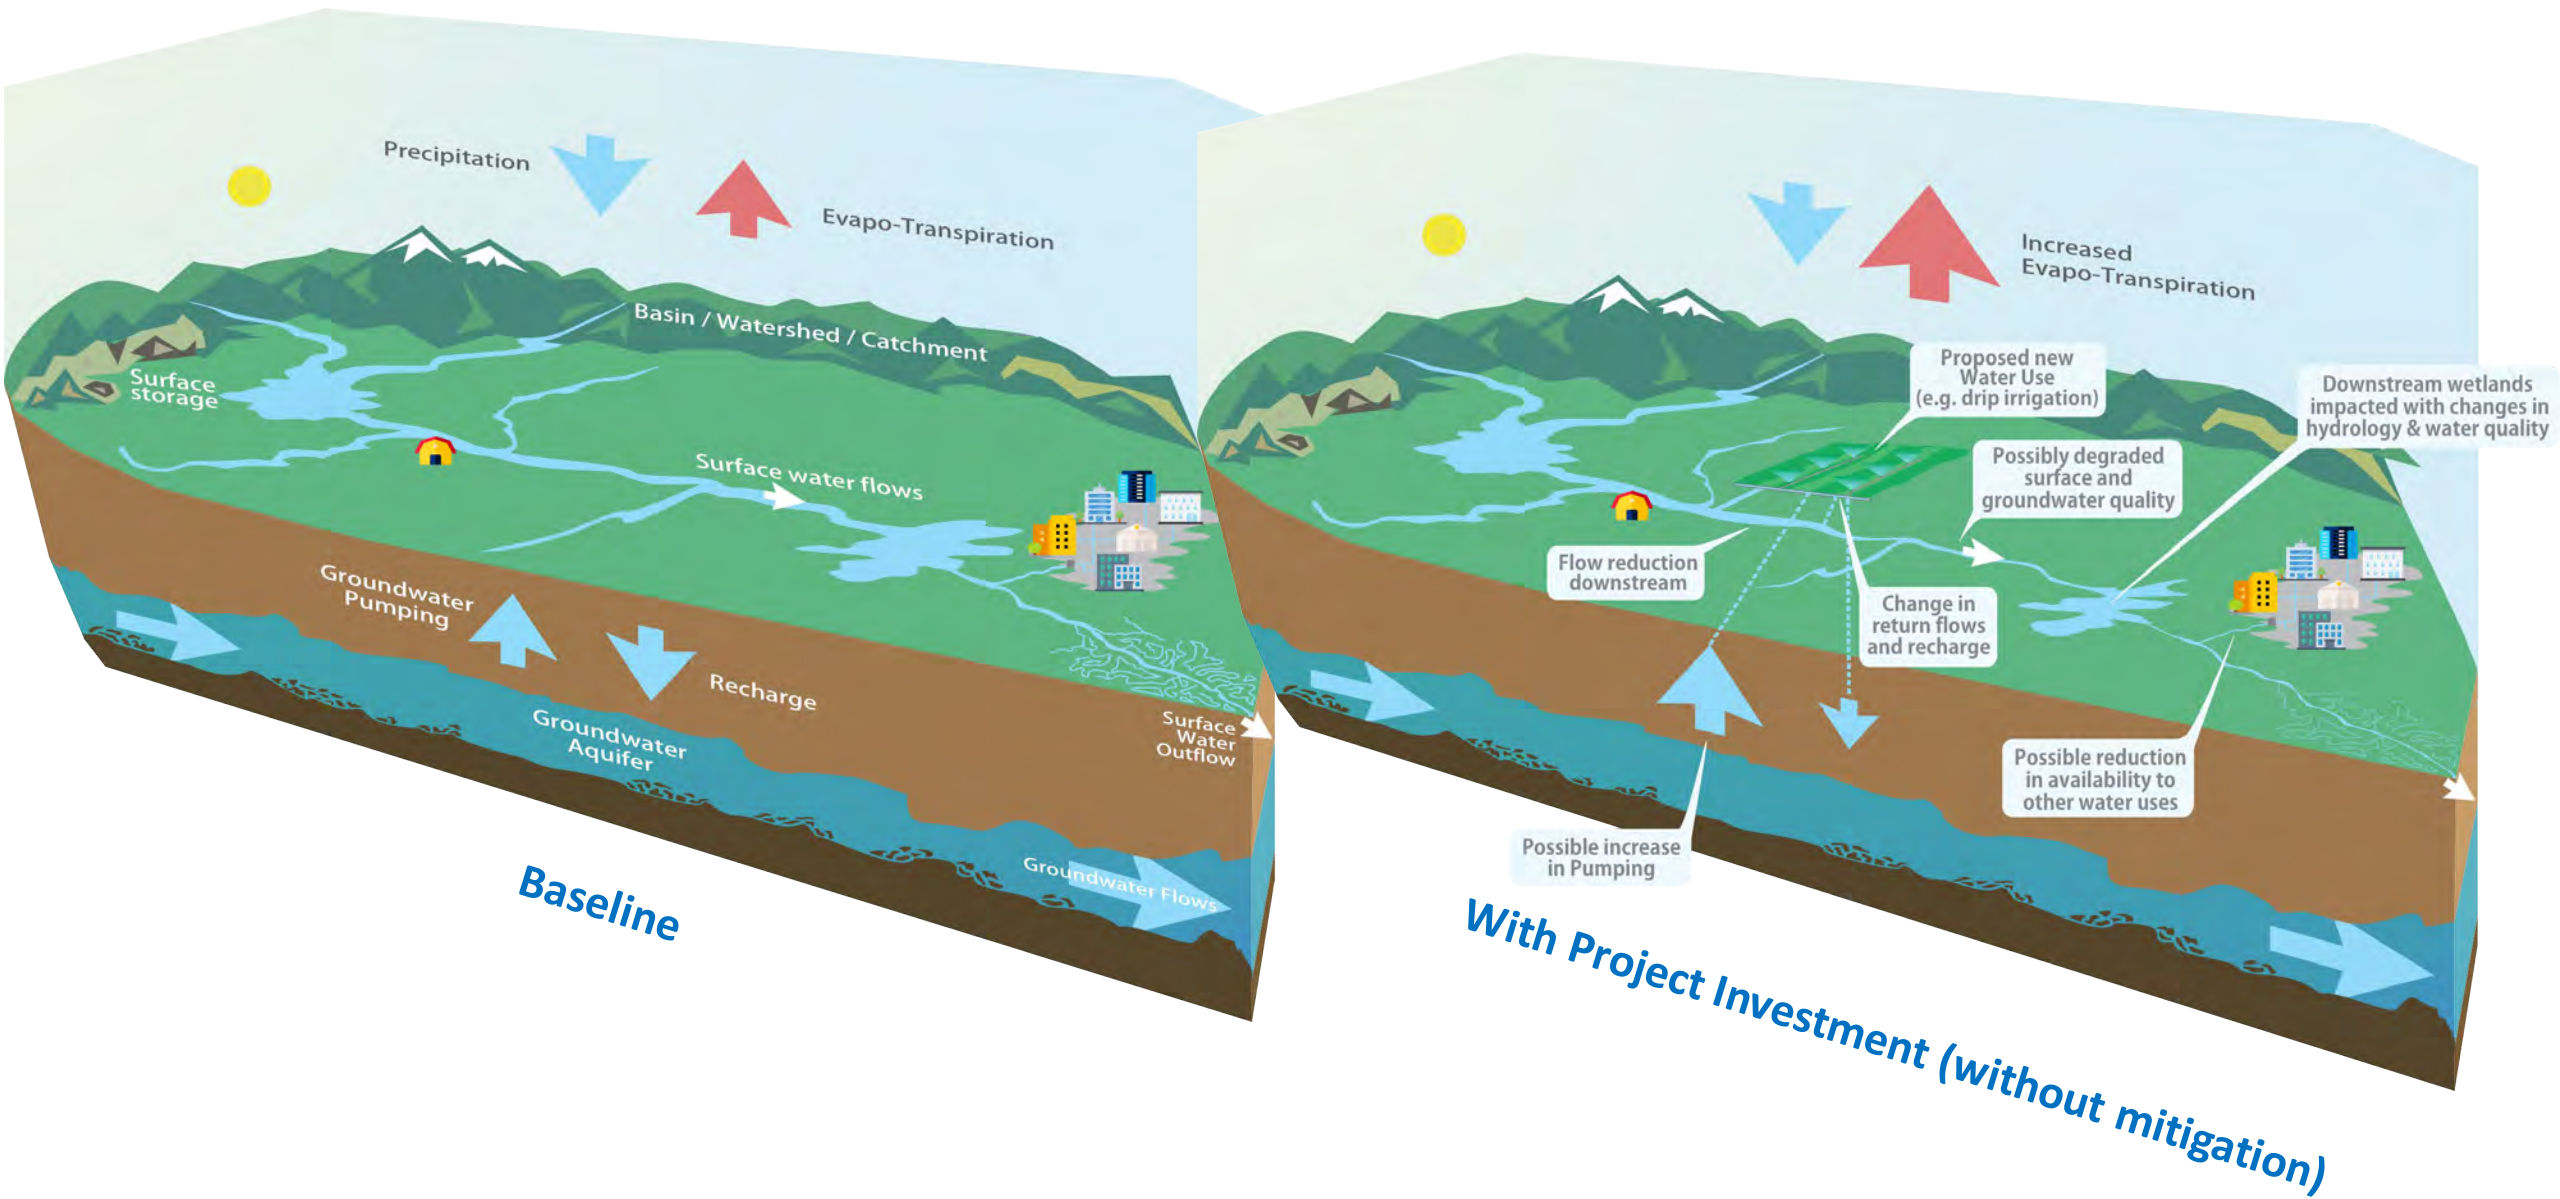 Precipitation
Evapo-Transpiration
Basin / Watershed / Catchment
Surface
storage
Surface water flows
Groundwater
Pumping
Recharge
Groundwater
Aquifer
Surface
Water
Outflow
Groundwater Flows
Baseline
Increased
Evapo-Transpiration
Proposed new
Water Use
(e.g. drip irrigation)
Downstream wetlands
impacted with changes in
hydrology & water quality
Possibly degraded
surface and
groundwater quality
Flow reduction
downstream
Change in
return flows
and recharge
Possible reduction
in availability to
other water uses
Possible increase
in Pumping
With Project Investment (without mitigation)